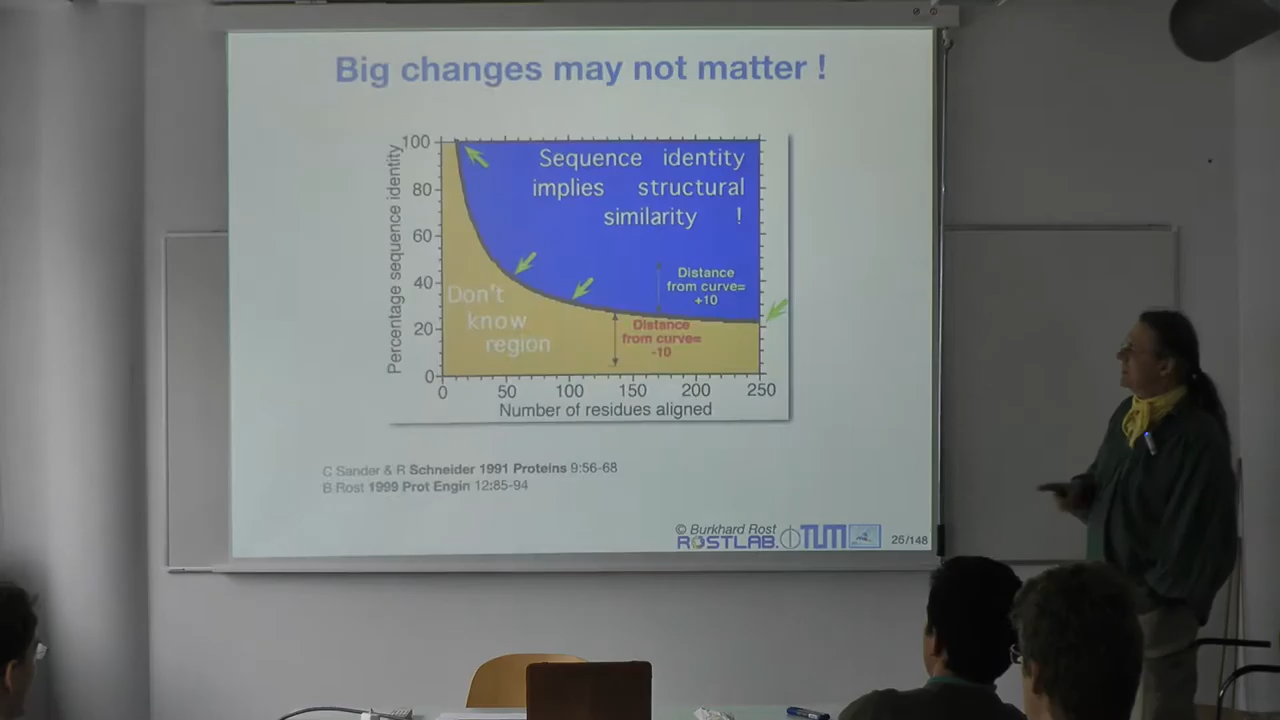 Big changes may not matter !
Percentage sequence identity
100
80
60
40
20
0
Sequence identity
implies structural
similarity !
Distance
from curve=
+10
Don't
know
region
Distance
from curve=
-10
0 50 100 150 200 250
Number of residues aligned
C Sander & R Schneider 1991 Proteins 9:56-68
B Rost 1999 Prot Engin 12:85-94
© Burkhard Rost
ROSTLAB. TUM
26/148